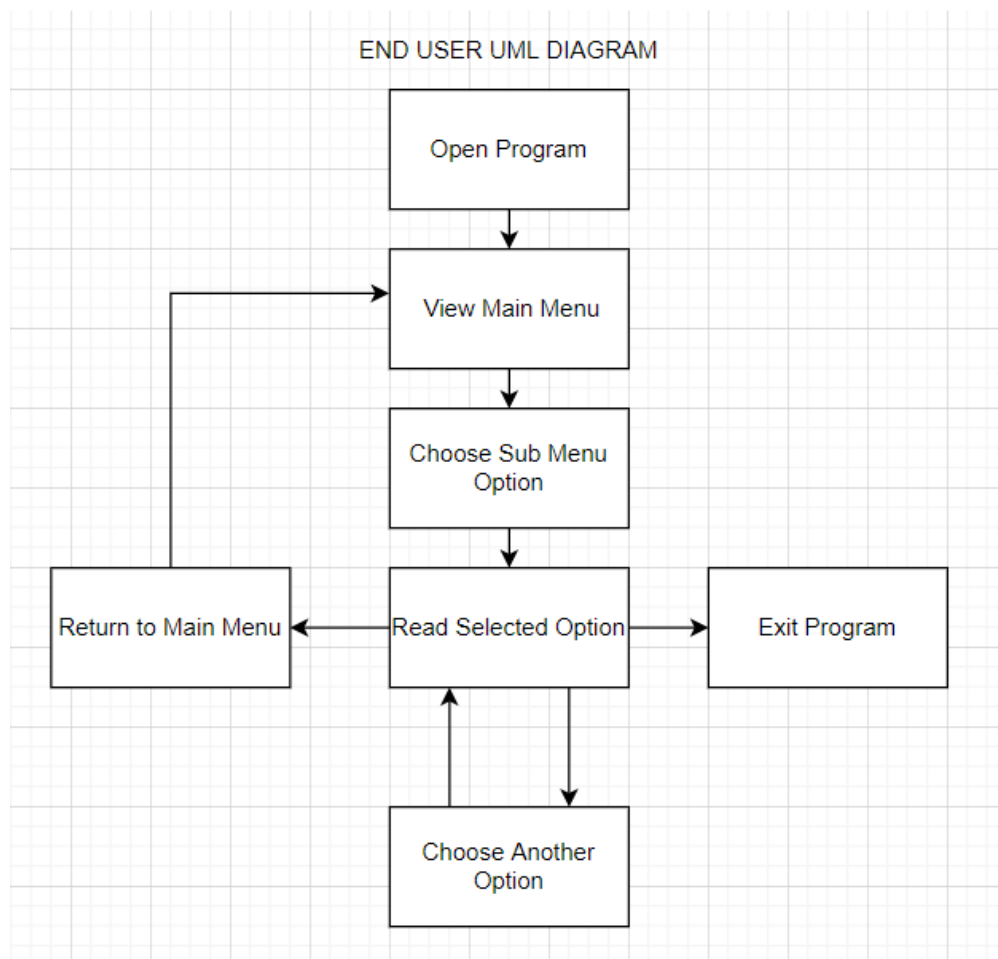 END USER UML DIAGRAM
Open Program
View Main Menu
Choose Sub Menu
Option
Return to Main Menu
Read Selected Option
Exit Program
Choose Another
Option